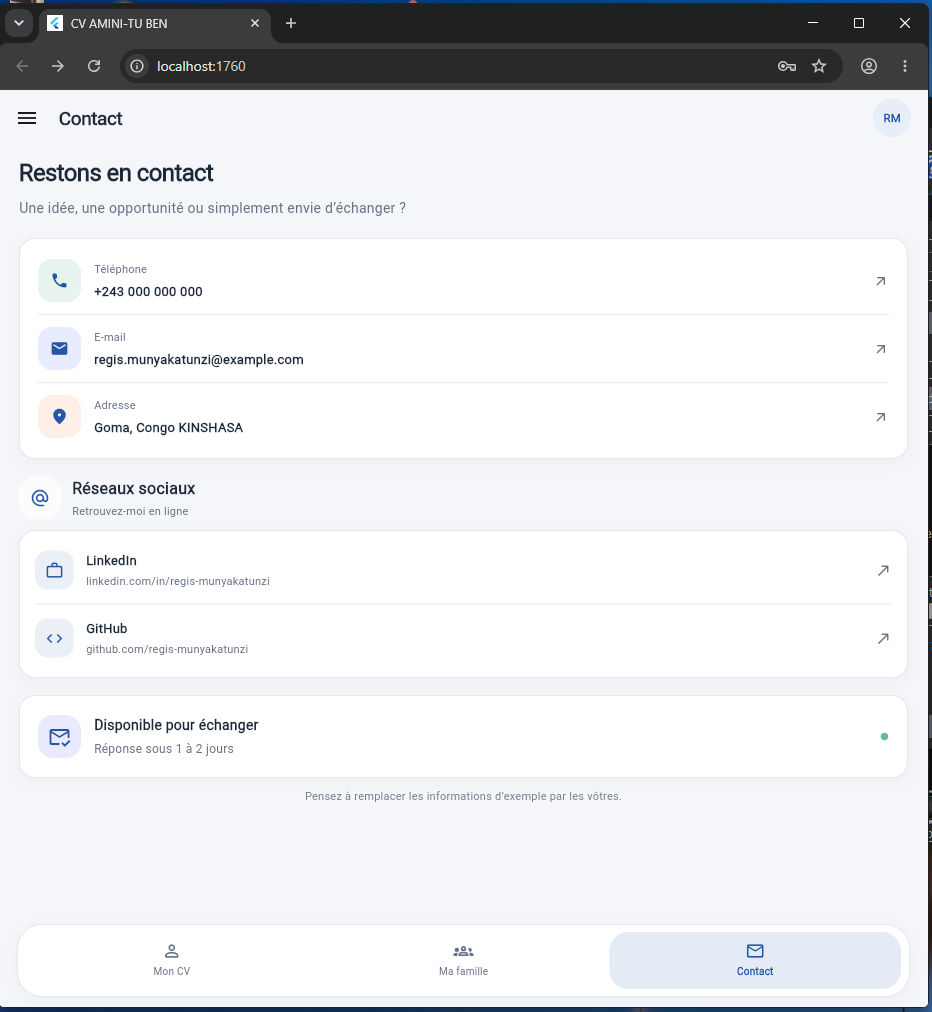 CV AMINI-TU BEN
localhost:1760
Contact
RM
Restons en contact
Une idée, une opportunité ou simplement envie d’échanger ?
Téléphone
+243 000 000 000
E-mail
regis.munyakatunzi@example.com
Adresse
Goma, Congo KINSHASA
Réseaux sociaux
Retrouvez-moi en ligne
LinkedIn
linkedin.com/in/regis-munyakatunzi
GitHub
github.com/regis-munyakatunzi
Disponible pour échanger
Réponse sous 1 à 2 jours
Pensez à remplacer les informations d’exemple par les vôtres.
Mon CV
Ma famille
Contact